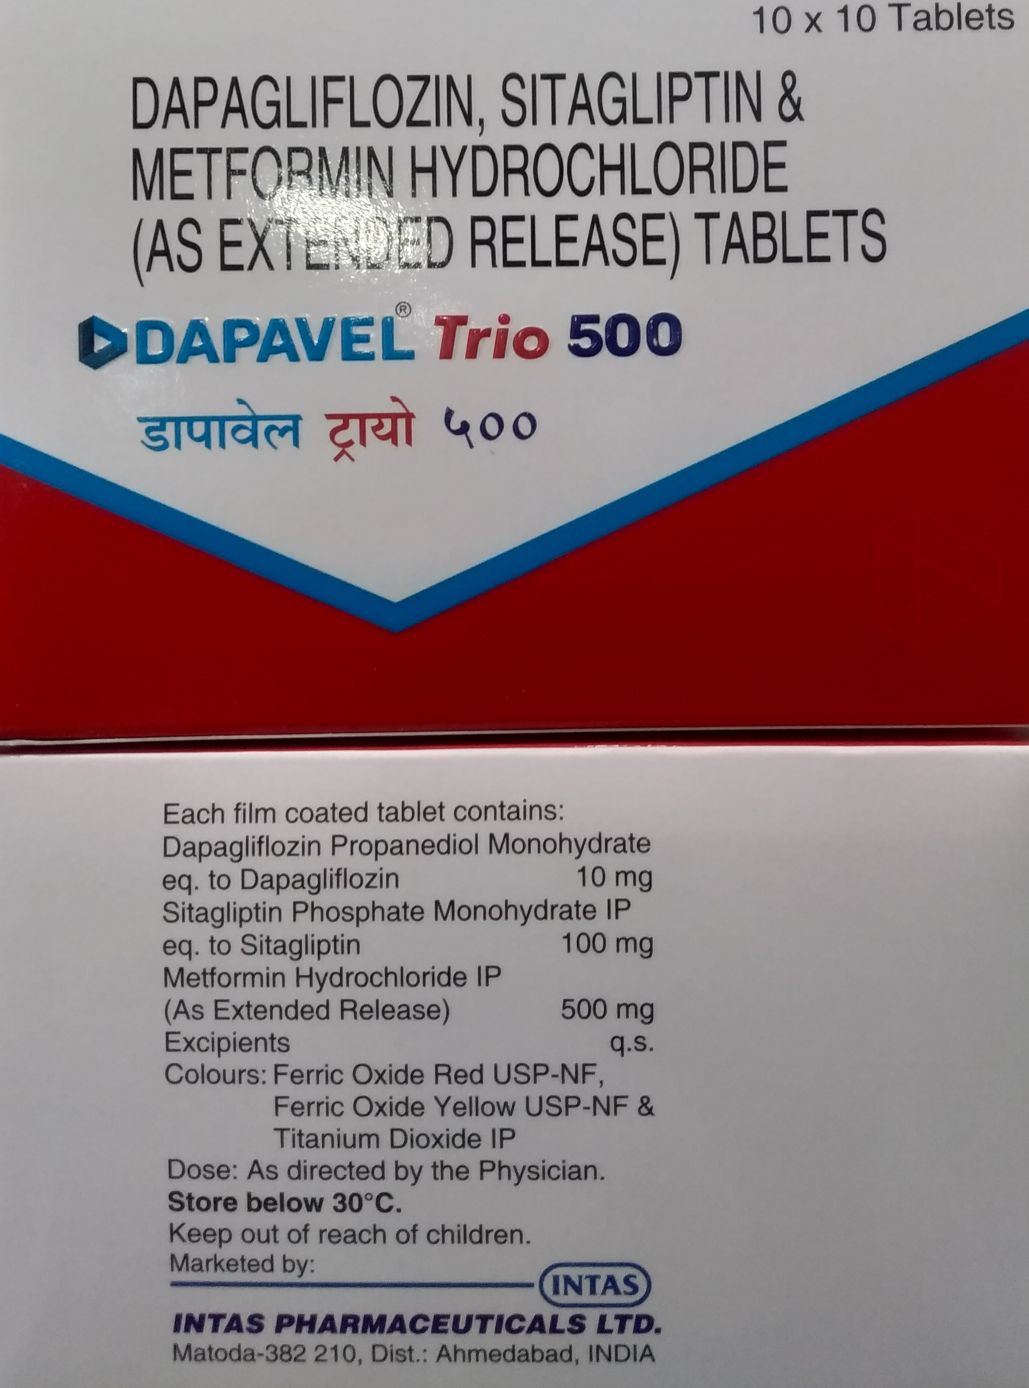 10 x 10 Tablets
DAPAGLIFLOZIN, SITAGLIPTIN &
METFORMIN HYDROCHLORIDE
(AS EXTENDED RELEASE) TABLETS
DAPAVEL® Trio 500
डापावेल ट्रायो ५००
Each film coated tablet contains:
Dapagliflozin Propanediol Monohydrate
eq. to Dapagliflozin 10 mg
Sitagliptin Phosphate Monohydrate IP
eq. to Sitagliptin 100 mg
Metformin Hydrochloride IP
(As Extended Release) 500 mg
Excipients q.s.
Colours: Ferric Oxide Red USP-NF,
Ferric Oxide Yellow USP-NF &
Titanium Dioxide IP
Dose: As directed by the Physician.
Store below 30°C.
Keep out of reach of children.
Marketed by:
INTAS
INTAS PHARMACEUTICALS LTD.
Matoda-382 210, Dist.: Ahmedabad, INDIA